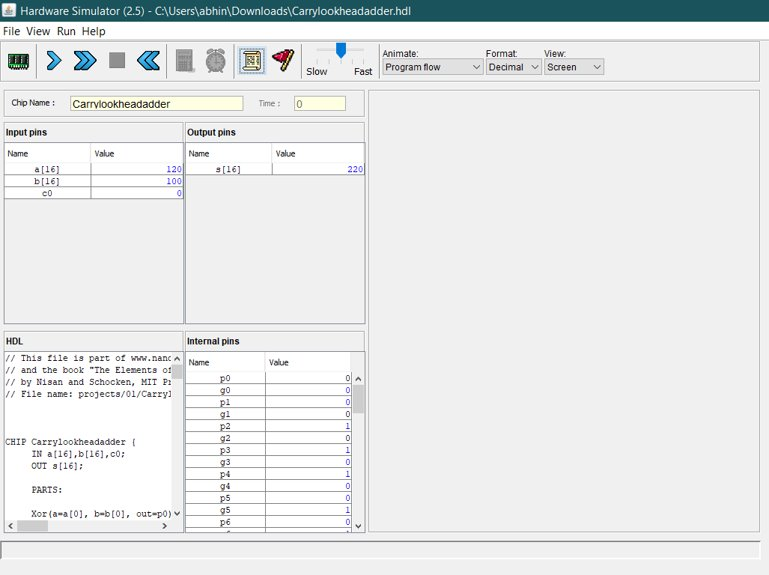 Hardware Simulator (2.5) - C:\Users\abhin\Downloads\Carrylookheadadder.hdl
File View Run Help
Slow Fast
Animate: Format: View:
Program flow Decimal Screen
Chip Name : Carrylookheadadder Time : 0
Input pins
Name Value
a[16] 120
b[16] 100
c0 0
Output pins
Name Value
s[16] 220
HDL
// This file is part of www.nand
// and the book "The Elements of
// by Nisan and Schocken, MIT Pr
// File name: projects/01/Carryl
CHIP Carrylookheadadder {
IN a[16],b[16],c0;
OUT s[16];
PARTS:
Xor(a=a[0], b=b[0], out=p0)
Internal pins
Name Value
p0 0
g0 0
p1 0
g1 0
p2 1
g2 0
p3 1
g3 0
p4 1
g4 0
p5 0
g5 1
p6 0